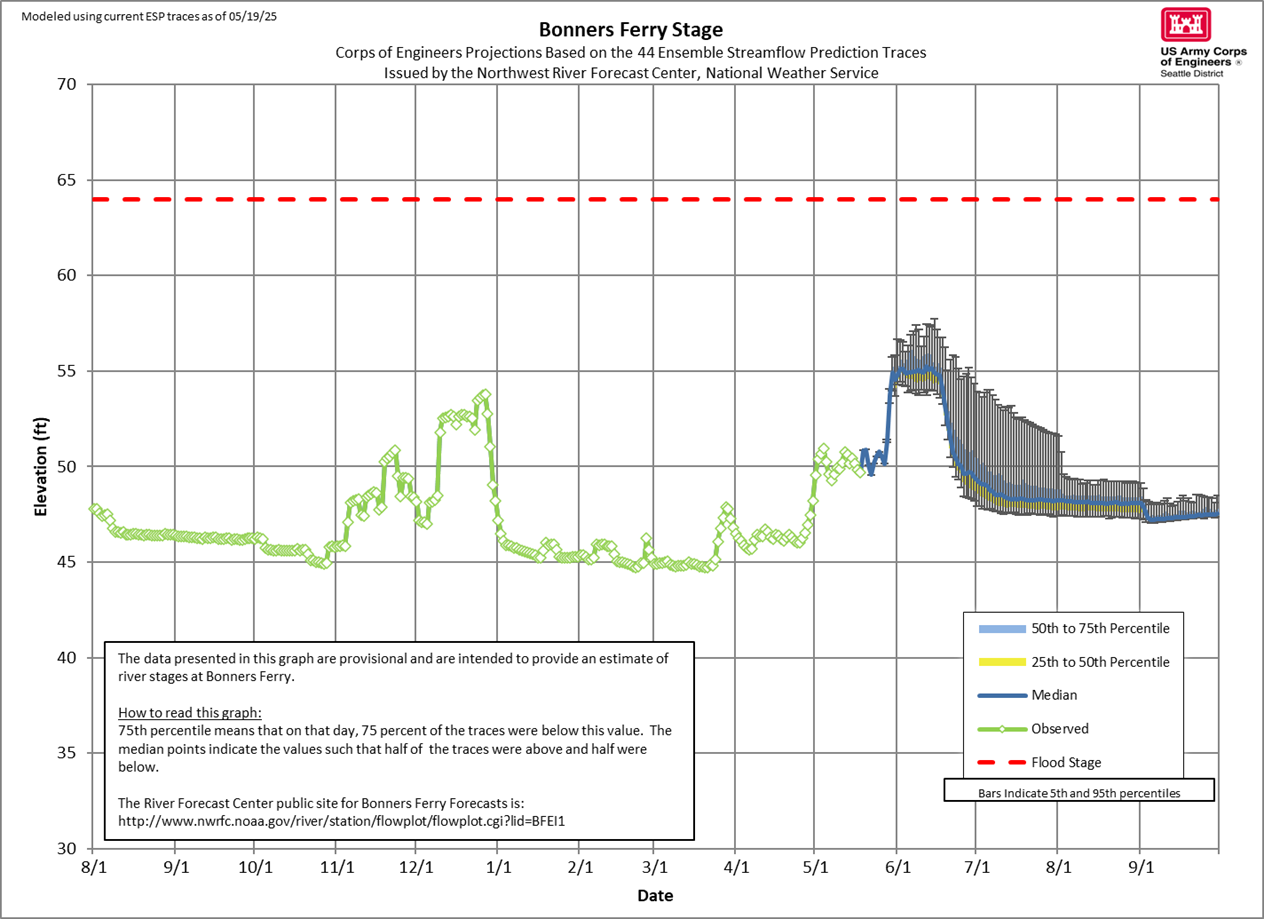 Modeled using current ESP traces as of 05/19/25
Bonners Ferry Stage
Corps of Engineers Projections Based on the 44 Ensemble Streamflow Prediction Traces
Issued by the Northwest River Forecast Center, National Weather Service
US Army Corps
of Engineers ®
Seattle District
70
65
60
55
50
45
40
35
30
Elevation (ft)
The data presented in this graph are provisional and are intended to provide an estimate of
river stages at Bonners Ferry.
How to read this graph:
75th percentile means that on that day, 75 percent of the traces were below this value. The
median points indicate the values such that half of the traces were above and half were
below.
The River Forecast Center public site for Bonners Ferry Forecasts is:
http://www.nwrfc.noaa.gov/river/station/flowplot/flowplot.cgi?lid=BFEI1
50th to 75th Percentile
25th to 50th Percentile
Median
Observed
Flood Stage
Bars Indicate 5th and 95th percentiles
8/1 9/1 10/1 11/1 12/1 1/1 2/1 3/1 4/1 5/1 6/1 7/1 8/1 9/1
Date